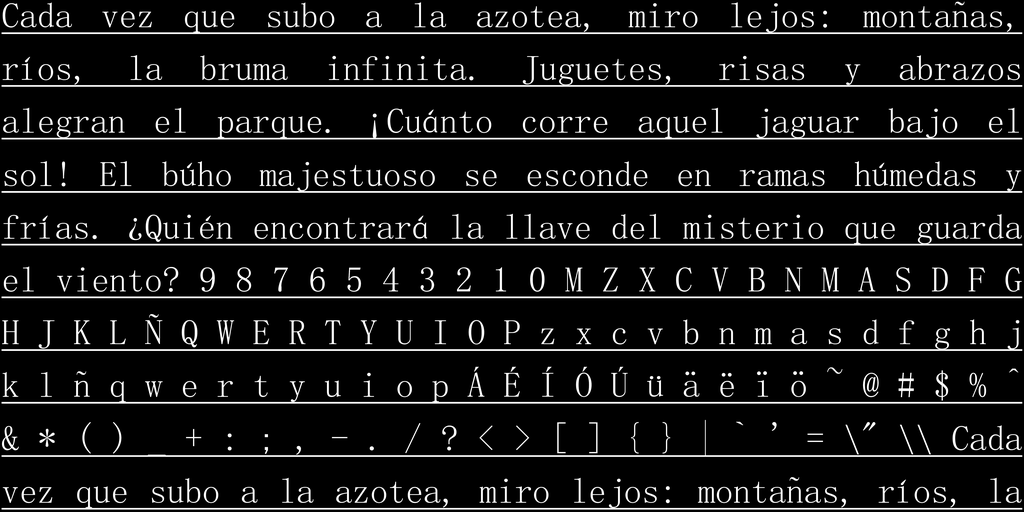 Cada vez que subo a la azotea, miro lejos: montañas,
ríos, la bruma infinita. Juguetes, risas y abrazos
alegran el parque. ¡Cuánto corre aquel jaguar bajo el
sol! El búho majestuoso se esconde en ramas húmedas y
frías. ¿Quién encontrará la llave del misterio que guarda
el viento? 9 8 7 6 5 4 3 2 1 0 M Z X C V B N M A S D F G
H J K L Ñ Q W E R T Y U I O P z x c v b n m a s d f g h j
k l ñ q w e r t y u i o p Á É Í Ó Ú ü ä ë ï ö ~ @ # $ % ^
& * ( ) _ + : ; , - . / ? < > [ ] { } | ` ' = \" \\ Cada
vez que subo a la azotea, miro lejos: montañas, ríos, la